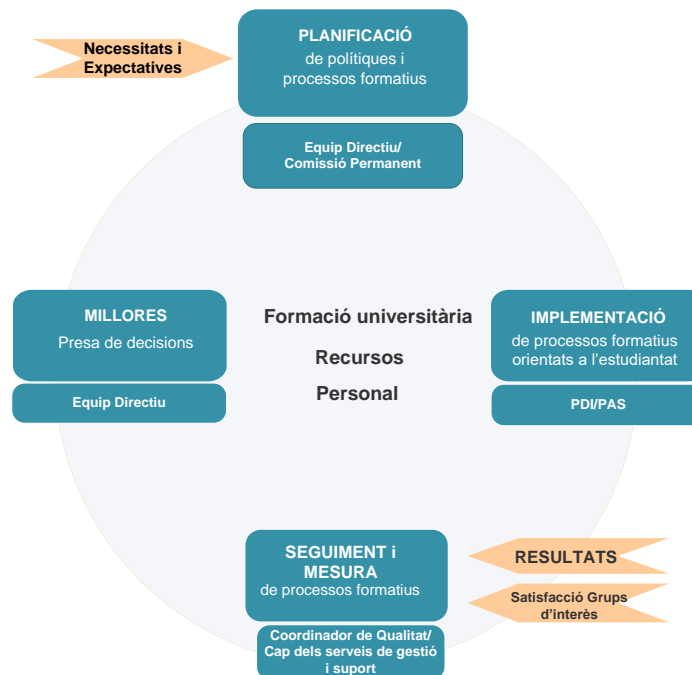 Necessitats i
Expectatives
PLANIFICACIÓ
de polítiques i
processos formatius
Equip Directiu/
Comissió Permanent
MILLORES
Presa de decisions
Equip Directiu
Formació universitària
Recursos
Personal
IMPLEMENTACIÓ
de processos formatius
orientats a l’estudiantat
PDI/PAS
SEGUIMENT i
MESURA
de processos formatius
Coordinador de Qualitat/
Cap dels serveis de gestió
i suport
RESULTATS
Satisfacció Grups
d’interès